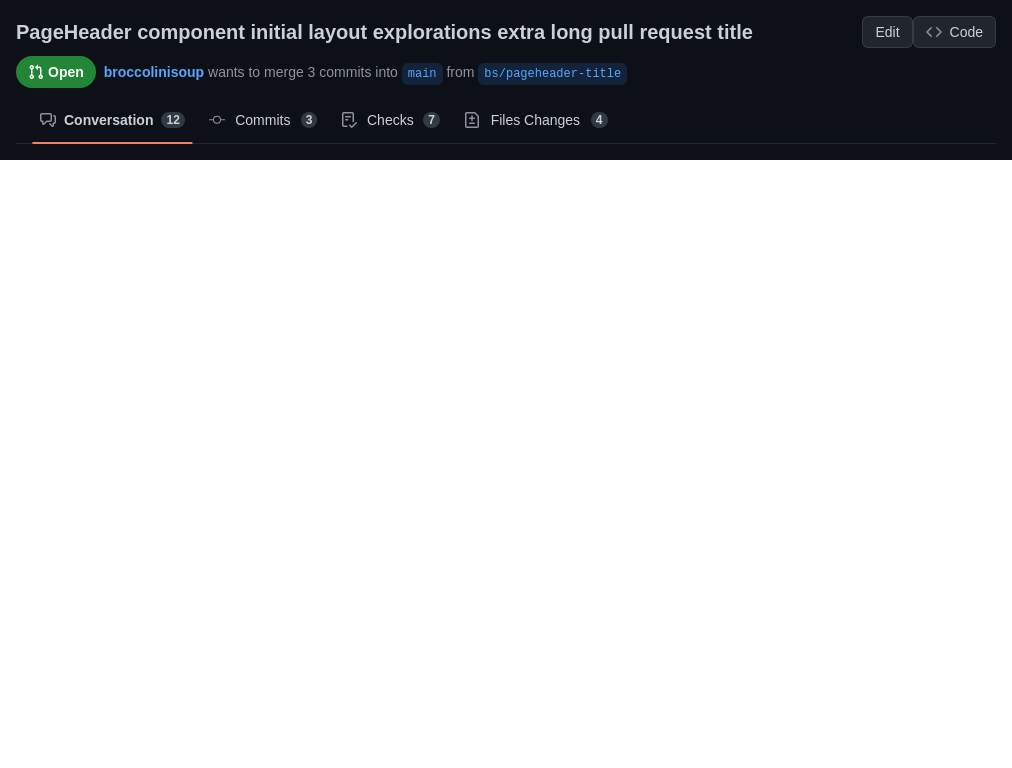 PageHeader component initial layout explorations extra long pull request title
Edit
Code
Open
broccolinisoup wants to merge 3 commits into main from bs/pageheader-title
Conversation 12
Commits 3
Checks 7
Files Changes 4